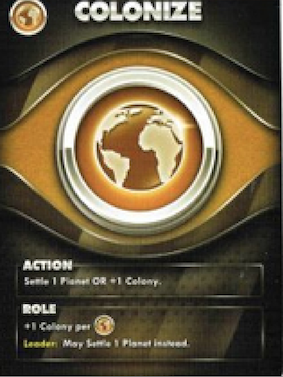 COLONIZE
ACTION
Settle 1 Planet OR +1 Colony.
ROLE
+1 Colony per
Leader: May Settle 1 Planet instead.